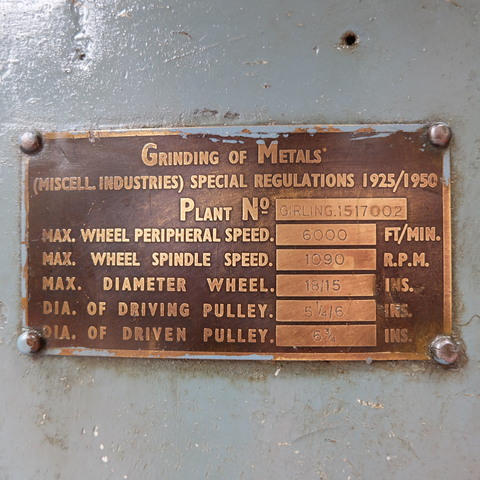 GRINDING OF METALS
(MISCELL. INDUSTRIES) SPECIAL REGULATIONS 1925/1950
PLANT Nº GIRLING.1517002
MAX. WHEEL PERIPHERAL SPEED. 6000 FT/MIN.
MAX. WHEEL SPINDLE SPEED. 1090 R.P.M.
MAX. DIAMETER WHEEL. 18/15 INS.
DIA. OF DRIVING PULLEY. 5 1/4/6 INS.
DIA. OF DRIVEN PULLEY. 6¾ INS.